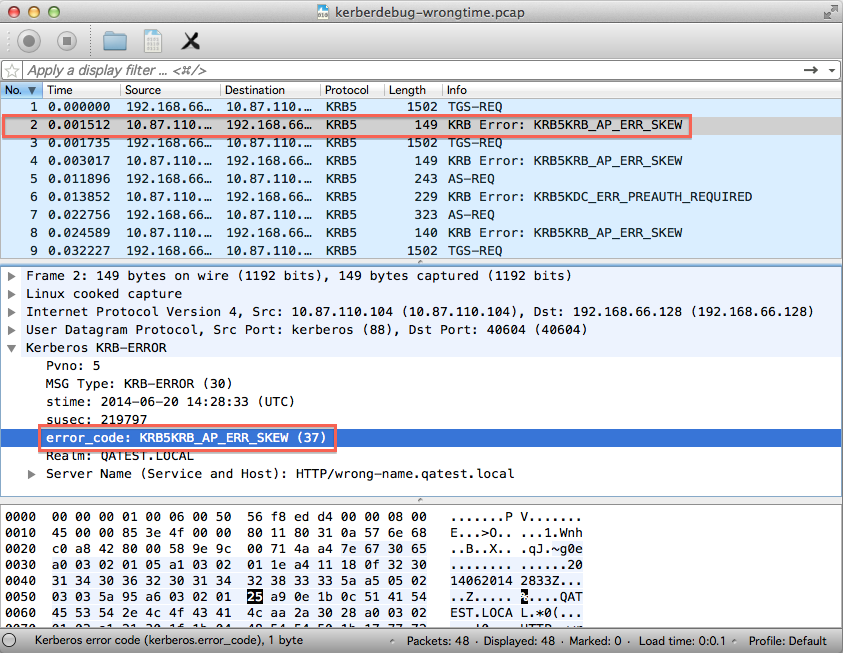 kerberdebug-wrongtime.pcap
Apply a display filter … <⌘/>
No. Time Source Destination Protocol Length Info
1 0.000000 192.168.66… 10.87.110.… KRB5 1502 TGS-REQ
2 0.001512 10.87.110.… 192.168.66… KRB5 149 KRB Error: KRB5KRB_AP_ERR_SKEW
3 0.001735 192.168.66… 10.87.110.… KRB5 1502 TGS-REQ
4 0.003017 10.87.110.… 192.168.66… KRB5 149 KRB Error: KRB5KRB_AP_ERR_SKEW
5 0.011896 192.168.66… 10.87.110.… KRB5 243 AS-REQ
6 0.013852 10.87.110.… 192.168.66… KRB5 229 KRB Error: KRB5KDC_ERR_PREAUTH_REQUIRED
7 0.022756 192.168.66… 10.87.110.… KRB5 323 AS-REQ
8 0.024589 10.87.110.… 192.168.66… KRB5 140 KRB Error: KRB5KRB_AP_ERR_SKEW
9 0.032227 192.168.66… 10.87.110.… KRB5 1502 TGS-REQ
Frame 2: 149 bytes on wire (1192 bits), 149 bytes captured (1192 bits)
Linux cooked capture
Internet Protocol Version 4, Src: 10.87.110.104 (10.87.110.104), Dst: 192.168.66.128 (192.168.66.128)
User Datagram Protocol, Src Port: kerberos (88), Dst Port: 40604 (40604)
Kerberos KRB-ERROR
Pvno: 5
MSG Type: KRB-ERROR (30)
stime: 2014-06-20 14:28:33 (UTC)
susec: 219797
error_code: KRB5KRB_AP_ERR_SKEW (37)
Realm: QATEST.LOCAL
Server Name (Service and Host): HTTP/wrong-name.qatest.local
0000 00 00 00 01 00 06 00 50 56 f8 ed d4 00 00 08 00 .......P V.......
0010 45 00 00 85 3e 4f 00 00 80 11 80 31 0a 57 6e 68 E...>O.. ...1.Wnh
0020 c0 a8 42 80 00 58 9e 9c 00 71 4a a4 7e 67 30 65 ..B..X.. .qJ.~g0e
0030 a0 03 02 01 05 a1 03 02 01 1e a4 11 18 0f 32 30 ........ ......20
0040 31 34 30 36 32 30 31 34 32 38 33 33 5a a5 05 02 14062014 2833Z...
0050 03 03 5a 95 a6 03 02 01 25 a9 0e 1b 0c 51 41 54 ..Z..... %....QAT
0060 45 53 54 2e 4c 4f 43 41 4c aa 2a 30 28 a0 03 02 EST.LOCA L.*0(...
Kerberos error code (kerberos.error_code), 1 byte Packets: 48 · Displayed: 48 · Marked: 0 · Load time: 0:0.1 Profile: Default